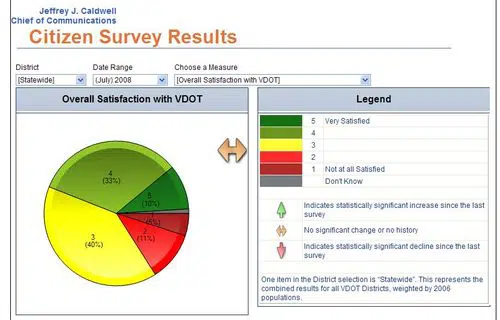 Jeffrey J. Caldwell
Chief of Communications
Citizen Survey Results
District
Date Range
Choose a Measure
[Statewide]
(July) 2008
[Overall Satisfaction with VDOT]
Overall Satisfaction with VDOT
4
(33%)
5
(10%)
1
(5%)
2
(11%)
3
(40%)
Legend
5 Very Satisfied
4
3
2
1 Not at all Satisfied
Don't Know
Indicates statistically significant increase since the last
survey
No significant change or no history
Indicates statistically significant decline since the last
survey
One item in the District selection is "Statewide". This represents the
combined results for all VDOT Districts, weighted by 2006
populations.